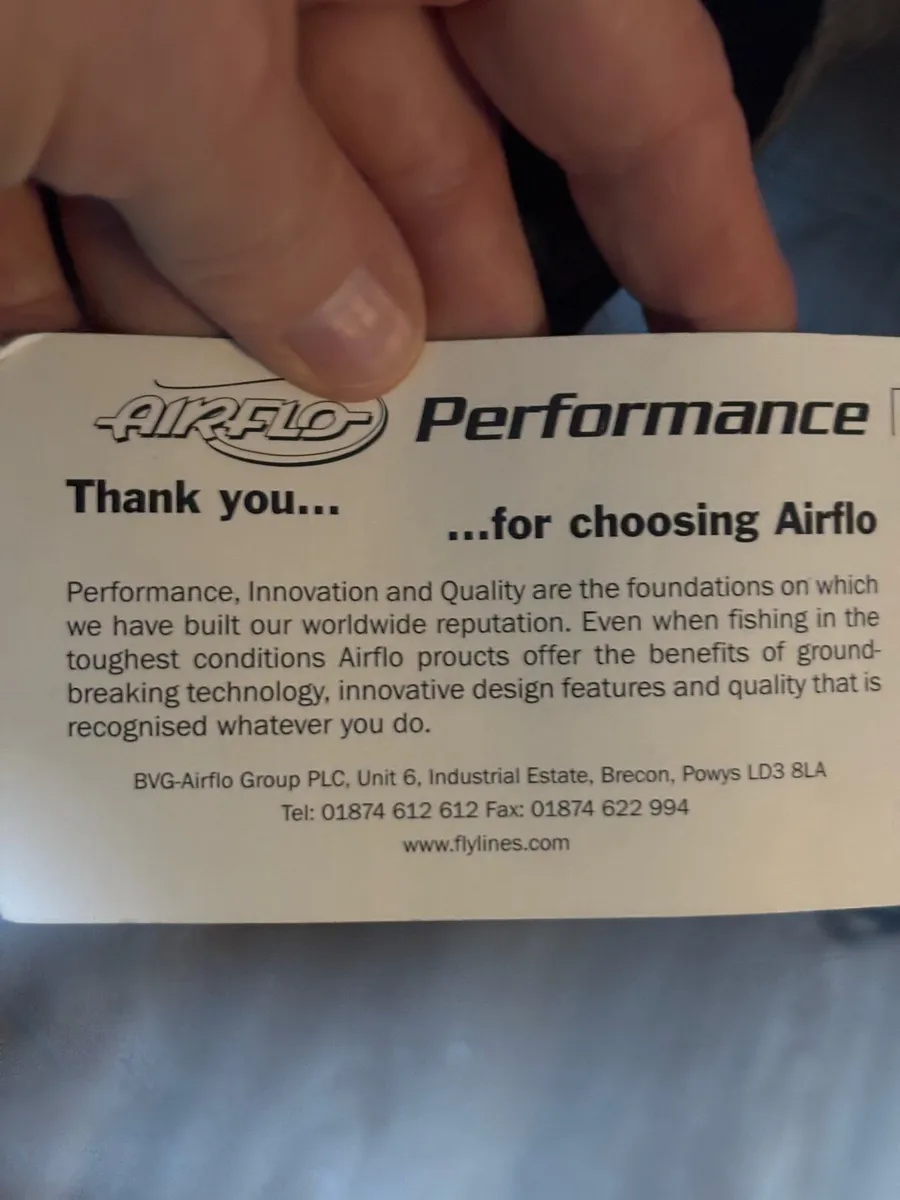 AIRFLO Performance
Thank you...
...for choosing Airflo
Performance, Innovation and Quality are the foundations on which
we have built our worldwide reputation. Even when fishing in the
toughest conditions Airflo proucts offer the benefits of ground-
breaking technology, innovative design features and quality that is
recognised whatever you do.
BVG-Airflo Group PLC, Unit 6, Industrial Estate, Brecon, Powys LD3 8LA
Tel: 01874 612 612 Fax: 01874 622 994
www.flylines.com